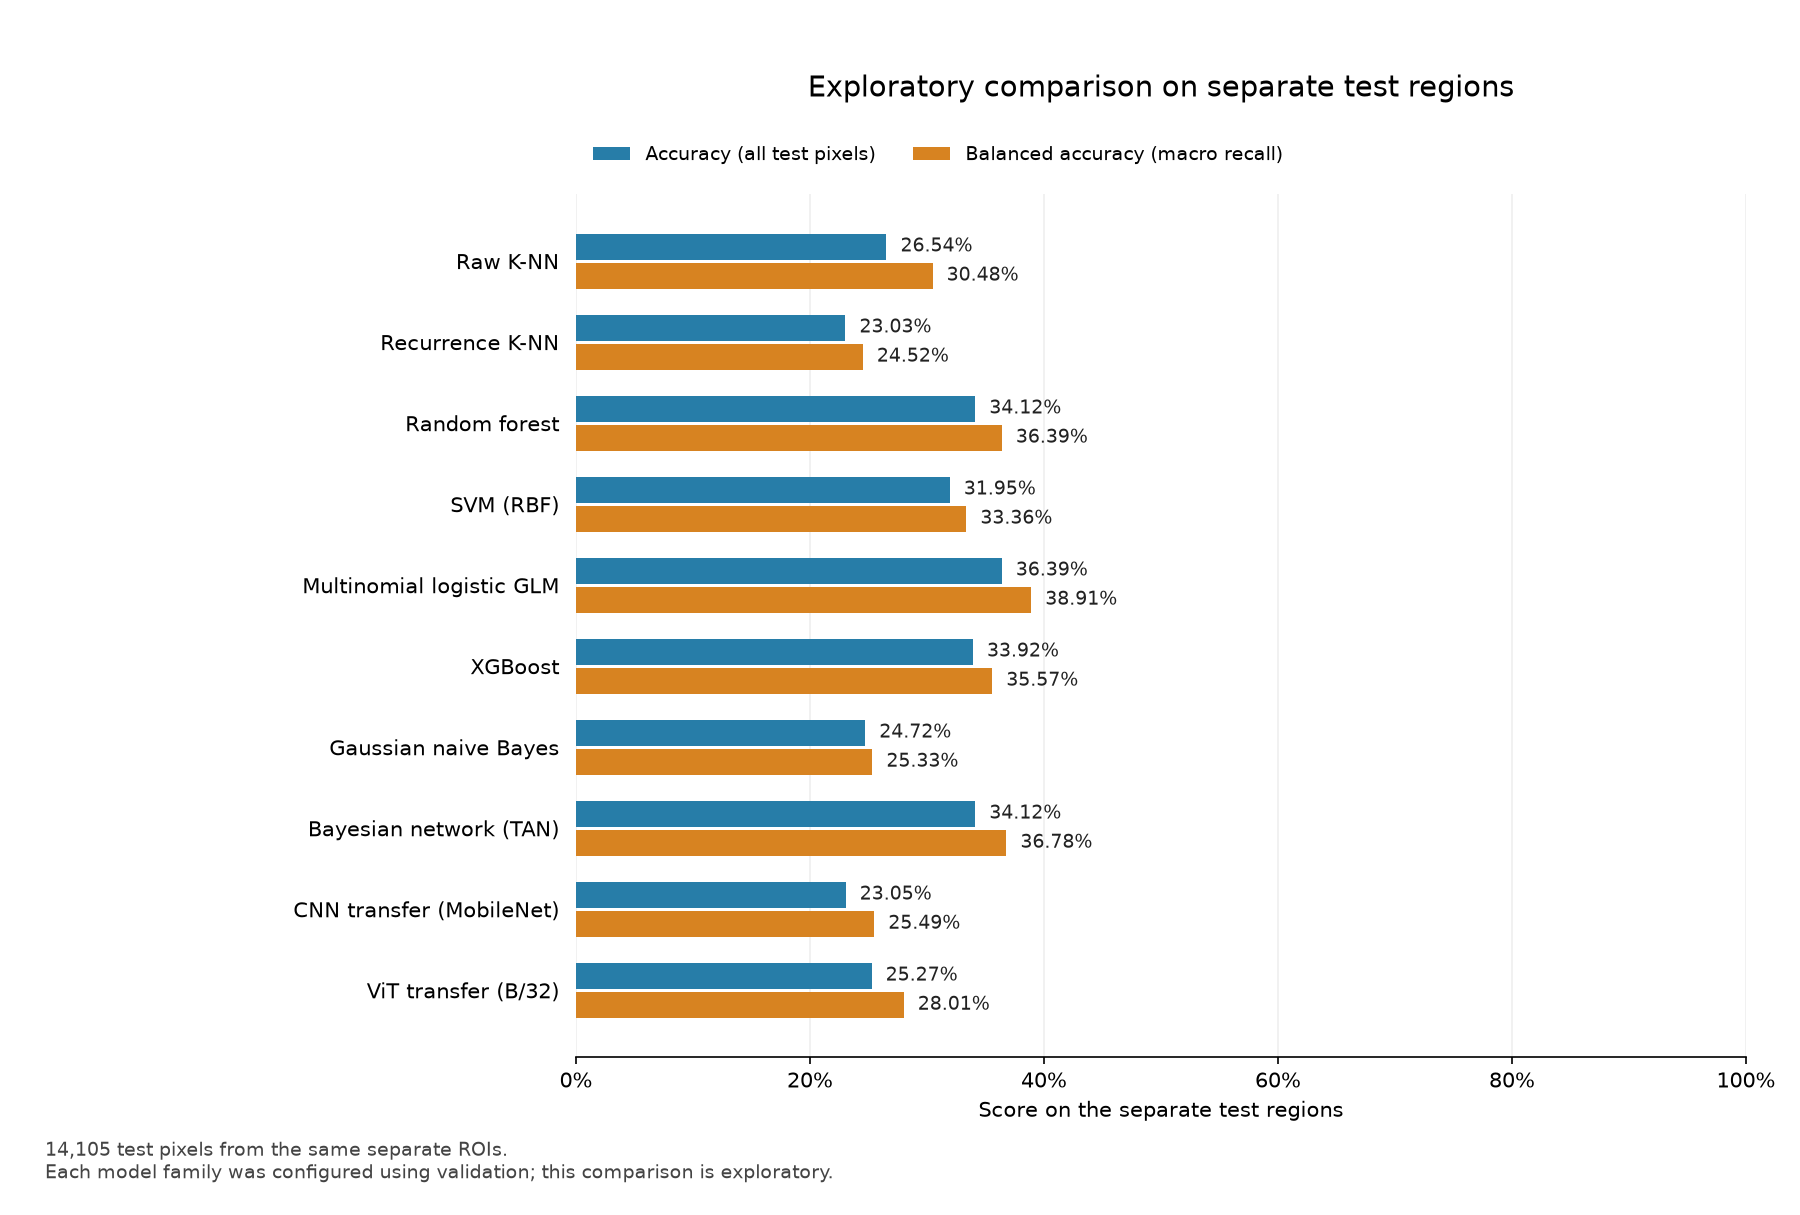 Exploratory comparison on separate test regions
Accuracy (all test pixels)
Balanced accuracy (macro recall)
Raw K-NN
26.54%
30.48%
Recurrence K-NN
23.03%
24.52%
Random forest
34.12%
36.39%
SVM (RBF)
31.95%
33.36%
Multinomial logistic GLM
36.39%
38.91%
XGBoost
33.92%
35.57%
Gaussian naive Bayes
24.72%
25.33%
Bayesian network (TAN)
34.12%
36.78%
CNN transfer (MobileNet)
23.05%
25.49%
ViT transfer (B/32)
25.27%
28.01%
0% 20% 40% 60% 80% 100%
Score on the separate test regions
14,105 test pixels from the same separate ROIs.
Each model family was configured using validation; this comparison is exploratory.